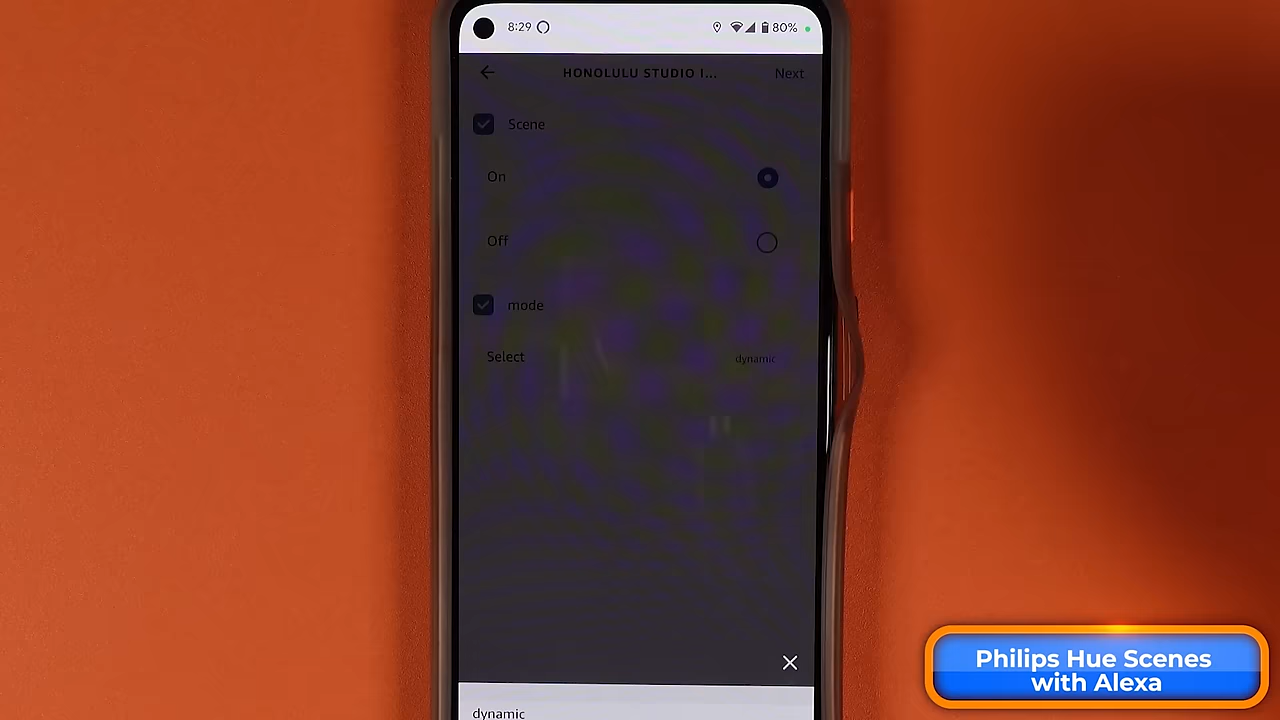 8:29
80%
HONOLULU STUDIO I...
Next
Scene
On
Off
mode
Select
dynamic
dynamic
Philips Hue Scenes
with Alexa